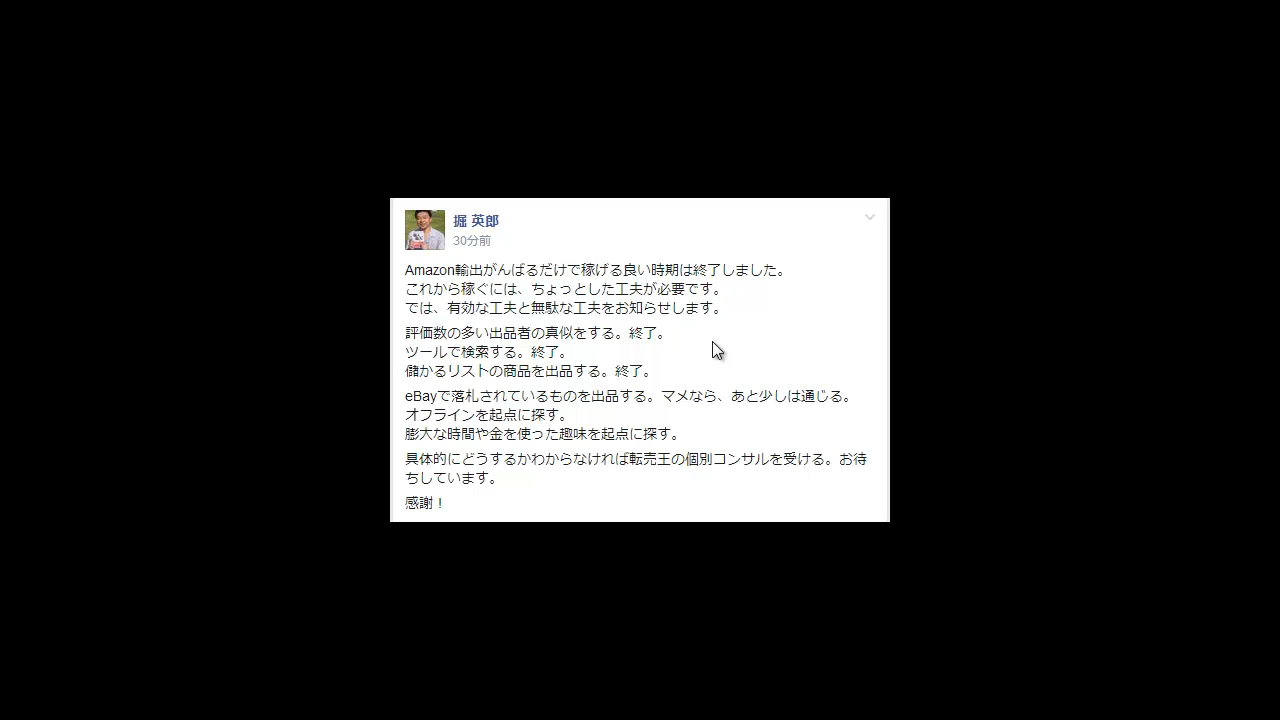 堀 英郎
30分前
Amazon輸出がんばるだけで稼げる良い時期は終了しました。
これから稼ぐには、ちょっとした工夫が必要です。
では、有効な工夫と無駄な工夫をお知らせします。
評価数の多い出品者の真似をする。終了。
ツールで検索する。終了。
儲かるリストの商品を出品する。終了。
eBayで落札されているものを出品する。マメなら、あと少しは通じる。
オフラインを起点に探す。
膨大な時間や金を使った趣味を起点に探す。
具体的にどうするかわからなければ転売王の個別コンサルを受ける。お待
ちしています。
感謝！